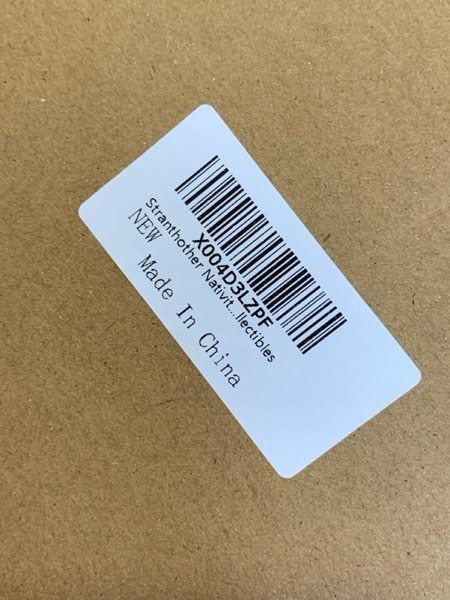 X004D3LZPF
Stranthother Nativit...llectibles
NEW
Made In China